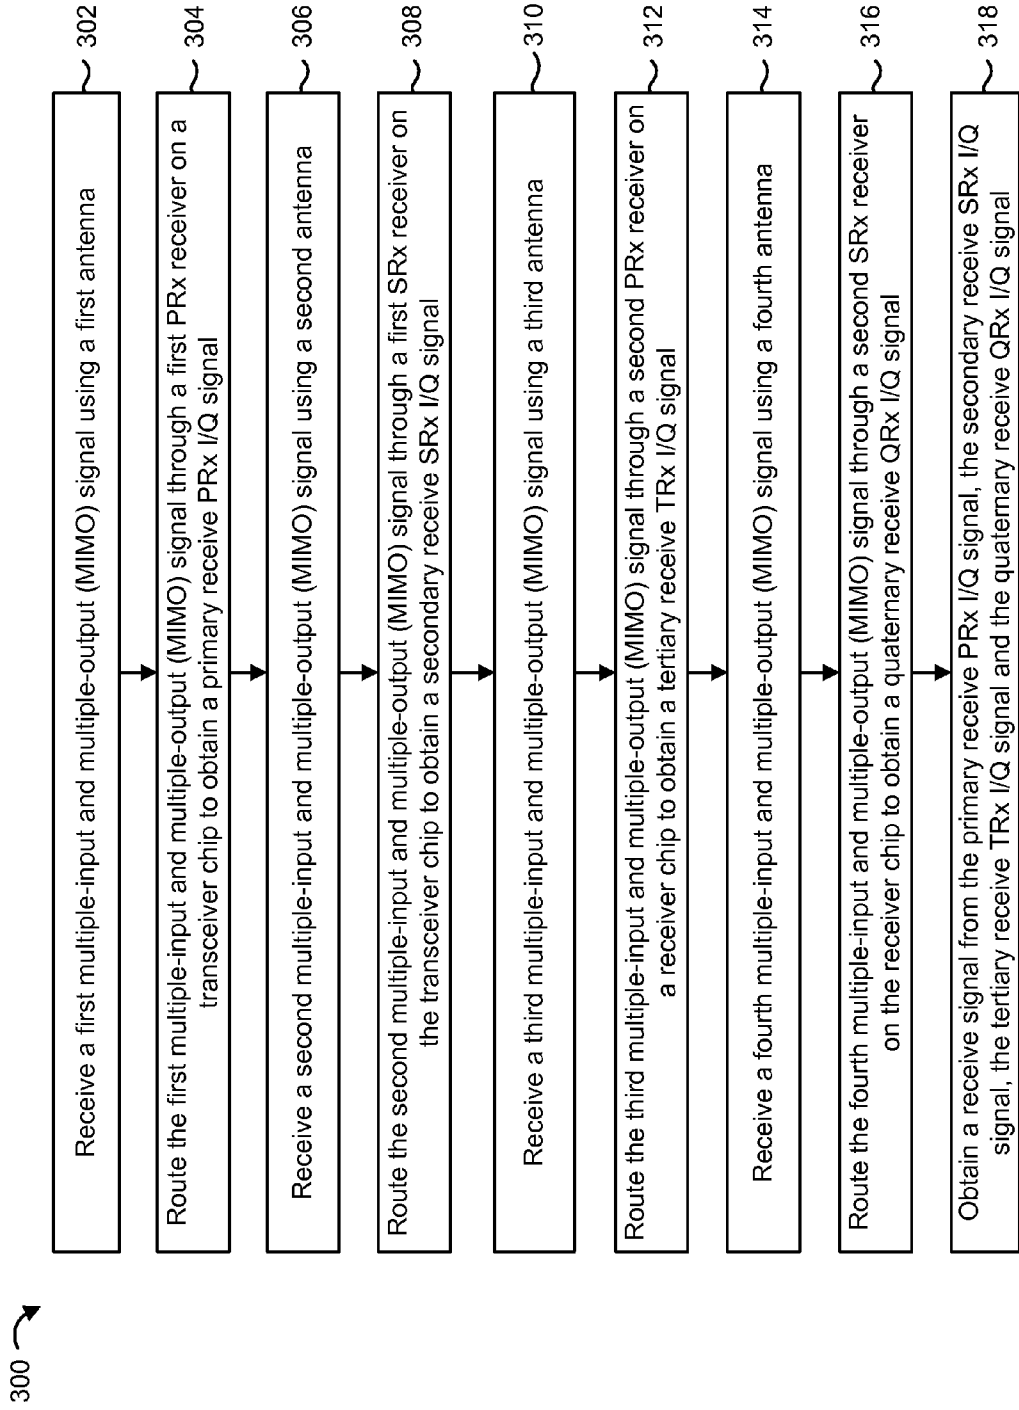 300
Receive a first multiple-input and multiple-output (MIMO) signal using a first antenna
302
Route the first multiple-input and multiple-output (MIMO) signal through a first PRx receiver on a
transceiver chip to obtain a primary receive PRx I/Q signal
304
Receive a second multiple-input and multiple-output (MIMO) signal using a second antenna
306
Route the second multiple-input and multiple-output (MIMO) signal through a first SRx receiver on
the transceiver chip to obtain a secondary receive SRx I/Q signal
308
Receive a third multiple-input and multiple-output (MIMO) signal using a third antenna
310
Route the third multiple-input and multiple-output (MIMO) signal through a second PRx receiver on
a receiver chip to obtain a tertiary receive TRx I/Q signal
312
Receive a fourth multiple-input and multiple-output (MIMO) signal using a fourth antenna
314
Route the fourth multiple-input and multiple-output (MIMO) signal through a second SRx receiver
on the receiver chip to obtain a quaternary receive QRx I/Q signal
316
Obtain a receive signal from the primary receive PRx I/Q signal, the secondary receive SRx I/Q
signal, the tertiary receive TRx I/Q signal and the quaternary receive QRx I/Q signal
318